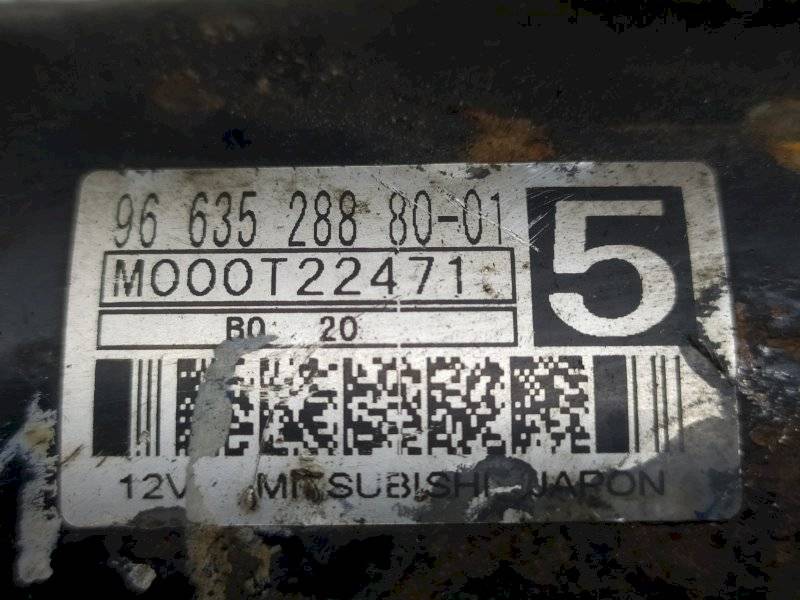 96 635 288 80-01
5
M000T22471
B0 20
12V MITSUBISHI JAPON